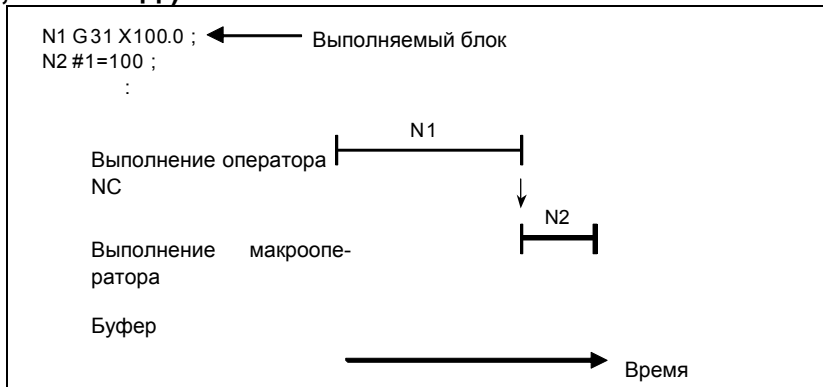 N1 G31 X100.0 ;
Выполняемый блок
N2 #1=100 ;
:
N1
Выполнение оператора
NC
N2
Выполнение макроопе-
ратора
Буфер
Время